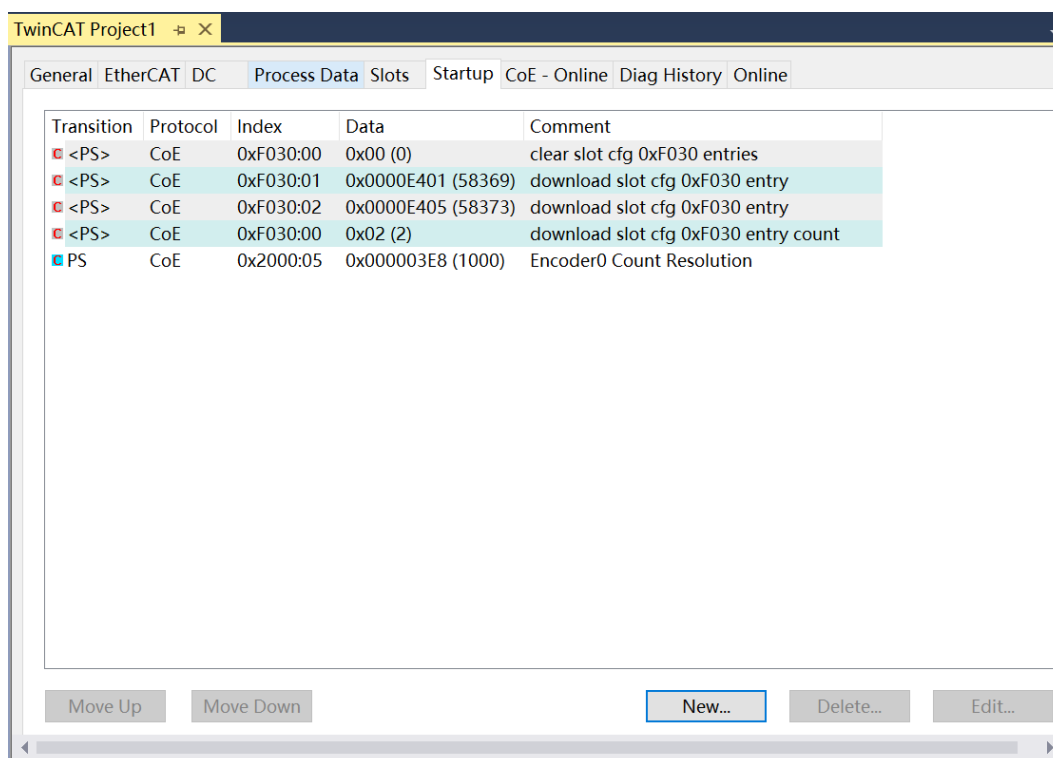 TwinCAT Project1
General EtherCAT DC Process Data Slots Startup CoE - Online Diag History Online
Transition Protocol Index Data Comment
C <PS> CoE 0xF030:00 0x00 (0) clear slot cfg 0xF030 entries
C <PS> CoE 0xF030:01 0x0000E401 (58369) download slot cfg 0xF030 entry
C <PS> CoE 0xF030:02 0x0000E405 (58373) download slot cfg 0xF030 entry
C <PS> CoE 0xF030:00 0x02 (2) download slot cfg 0xF030 entry count
C PS CoE 0x2000:05 0x000003E8 (1000) Encoder0 Count Resolution
Move Up Move Down New... Delete... Edit...